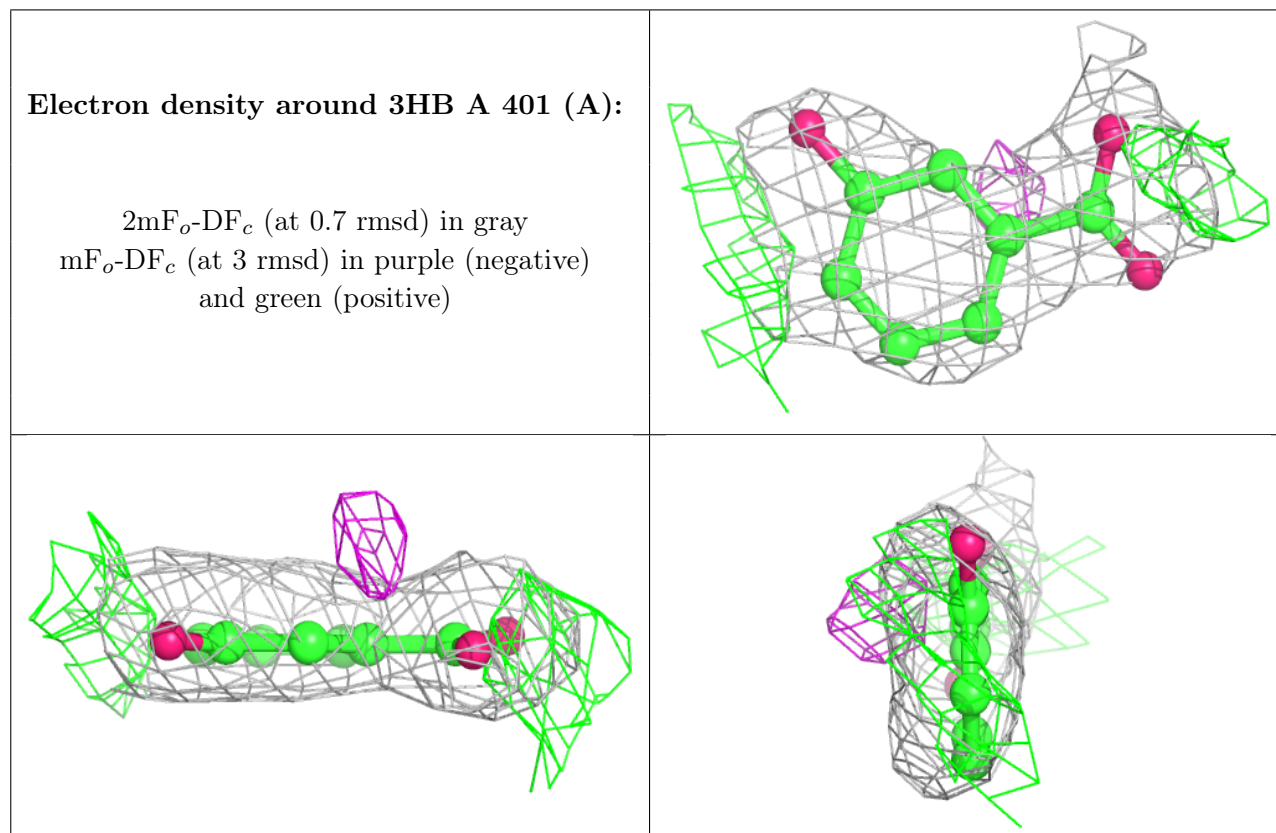 Electron density around 3HB A 401 (A):
2mFo-DFc (at 0.7 rmsd) in gray
mFo-DFc (at 3 rmsd) in purple (negative)
and green (positive)